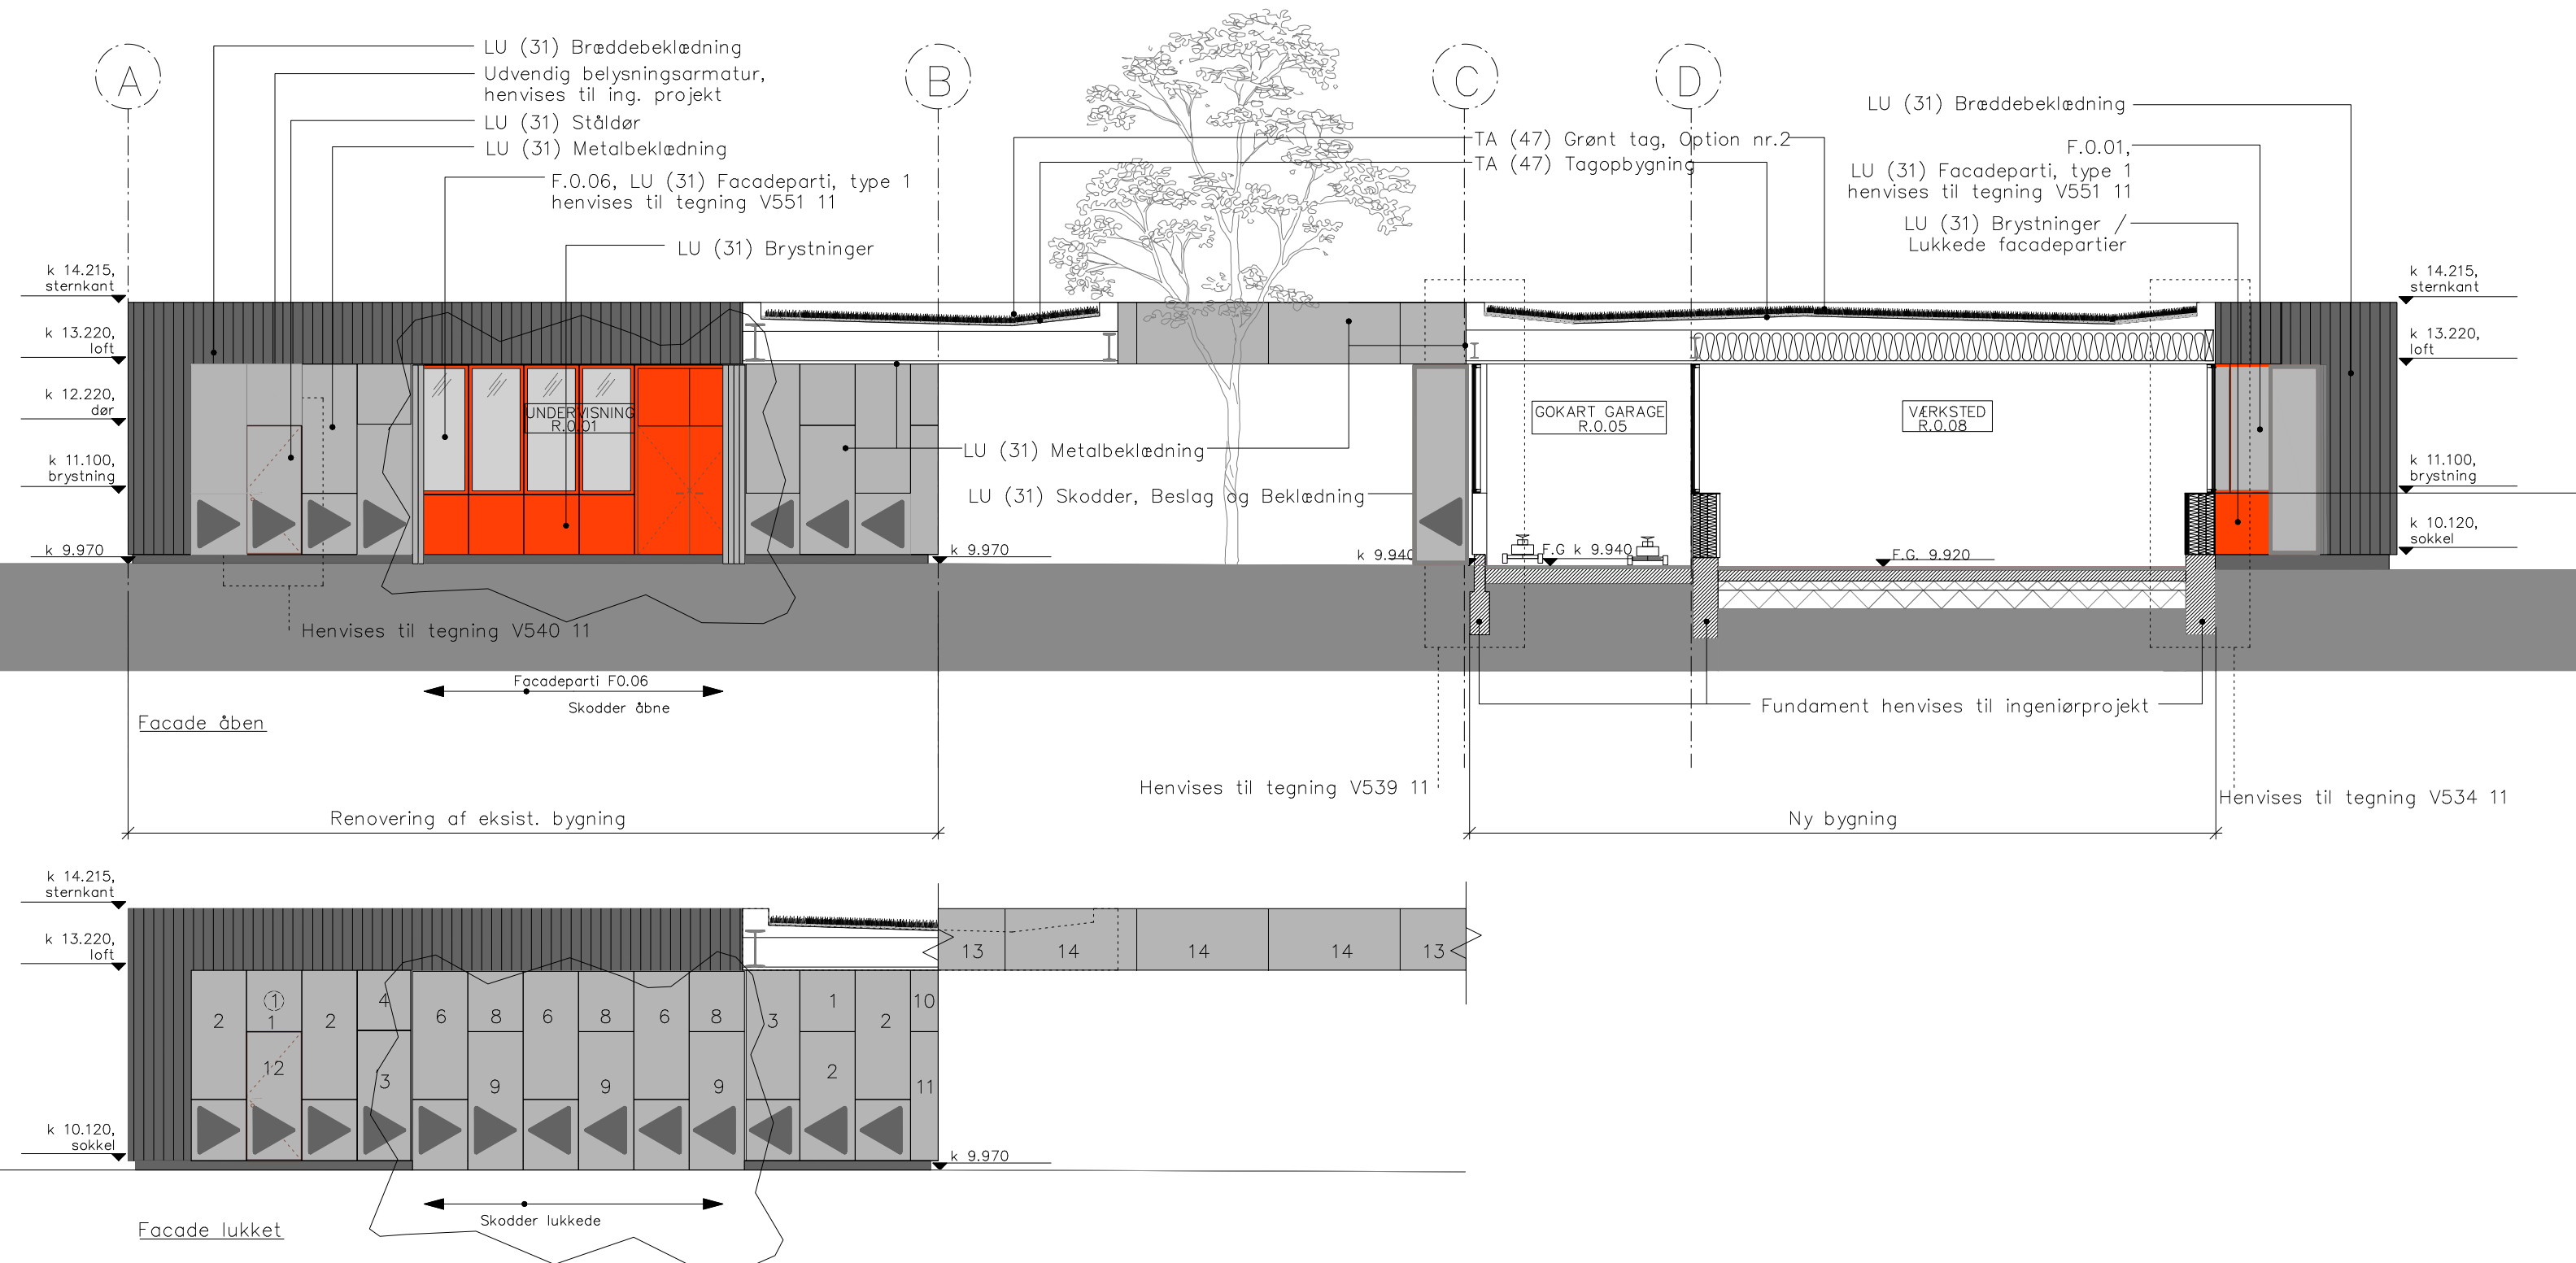 A
B
C
D
LU (31) Bræddebeklædning
Udvendig belysningsarmatur,
henvises til ing. projekt
LU (31) Ståldør
LU (31) Metalbeklædning
F.0.06, LU (31) Facadeparti, type 1
henvises til tegning V551 11
LU (31) Brystninger
TA (47) Grønt tag, Option nr.2
TA (47) Tagopbygning
LU (31) Bræddebeklædning
F.0.01,
LU (31) Facadeparti, type 1
henvises til tegning V551 11
LU (31) Brystninger /
Lukkede facadepartier
k 14.215,
sternkant
k 13.220,
loft
k 12.220,
dør
k 11.100,
brystning
k 9.970
k 14.215,
sternkant
k 13.220,
loft
k 11.100,
brystning
k 10.120,
sokkel
UNDERVISNING
R.0.01
GOKART GARAGE
R.0.05
VÆRKSTED
R.0.08
LU (31) Metalbeklædning
LU (31) Skodder, Beslag og Beklædning
k 9.970
k 9.940
F.G k 9.940
F.G. 9.920
Henvises til tegning V540 11
Facadeparti F0.06
Skodder åbne
Facade åben
Fundament henvises til ingeniørprojekt
Henvises til tegning V539 11
Henvises til tegning V534 11
Renovering af eksist. bygning
Ny bygning
k 14.215,
sternkant
k 13.220,
loft
k 10.120,
sokkel
13 14 14 14 13
1 4 1 10
2 1 2 6 8 6 8 6 8 3 2
12 3 9 9 9 2 11
k 9.970
Skodder lukkede
Facade lukket